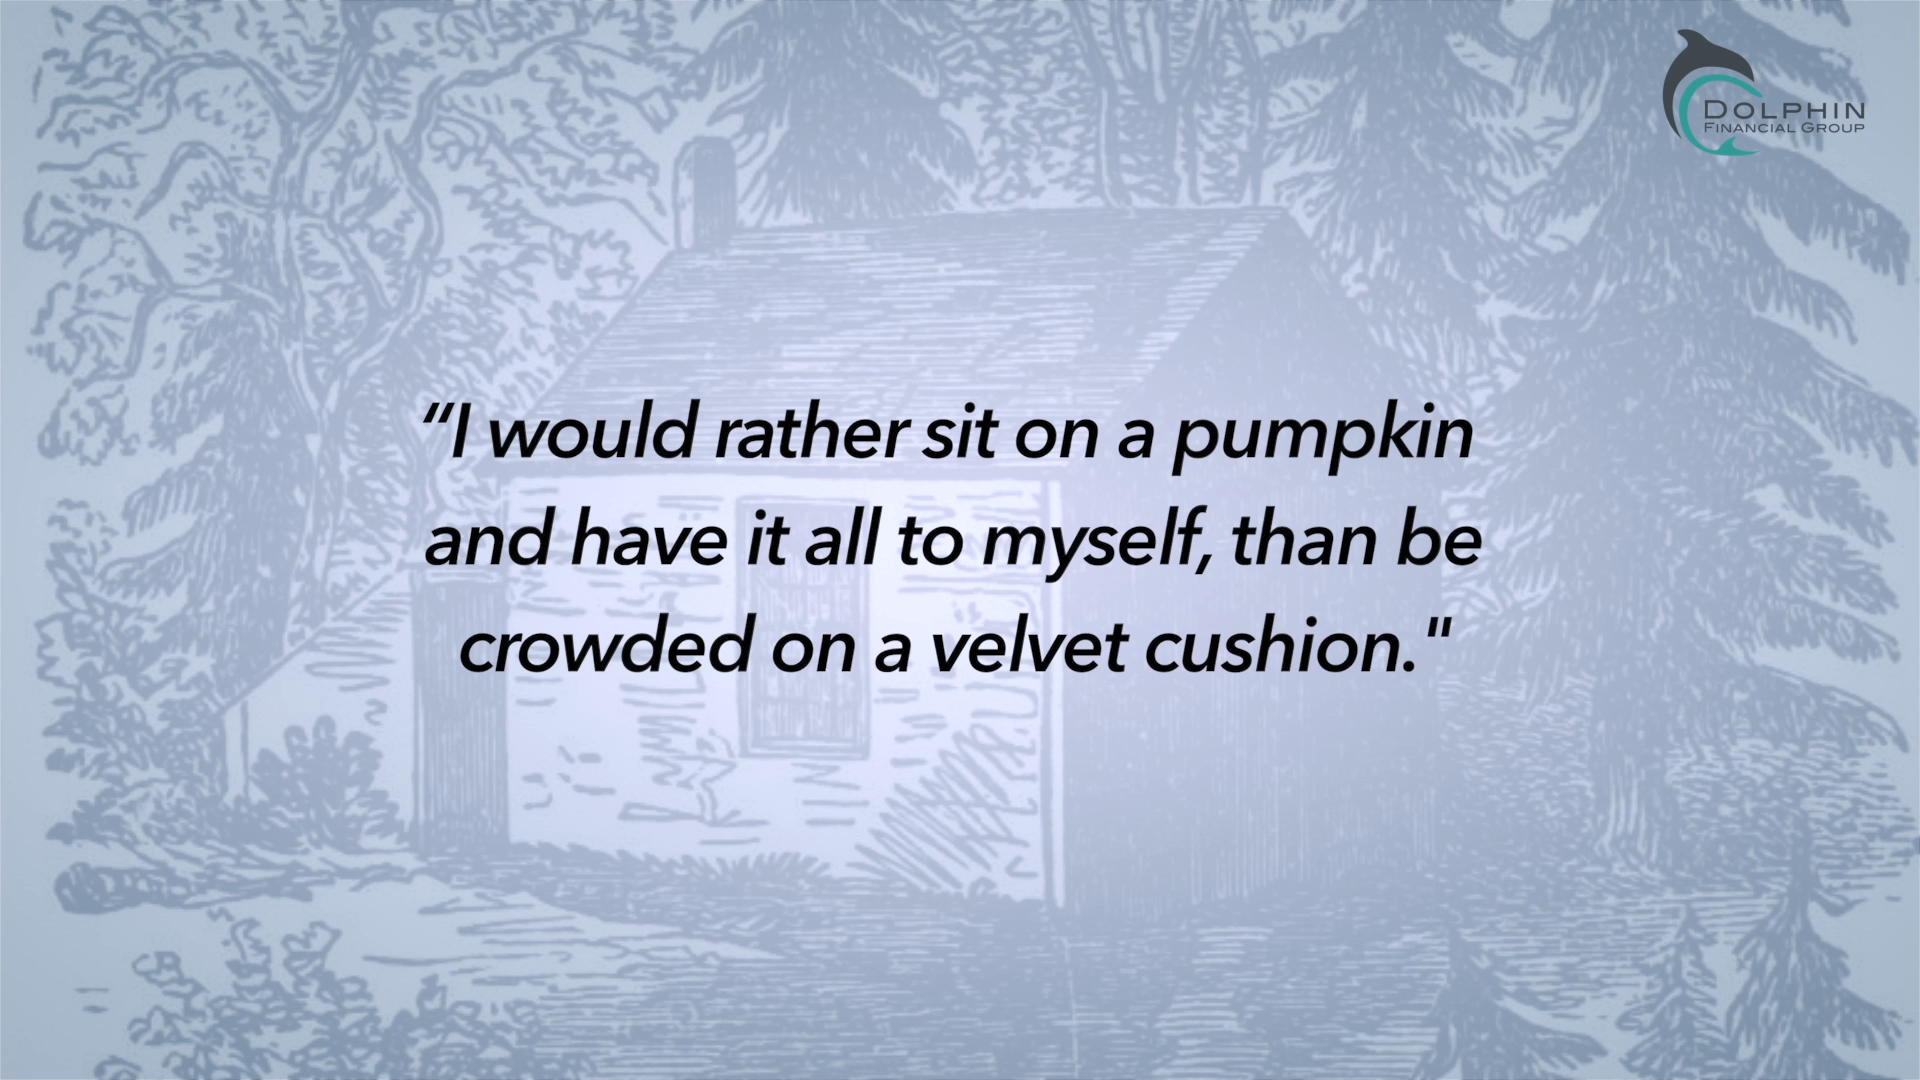 DOLPHIN
FINANCIAL GROUP
“I would rather sit on a pumpkin
and have it all to myself, than be
crowded on a velvet cushion."